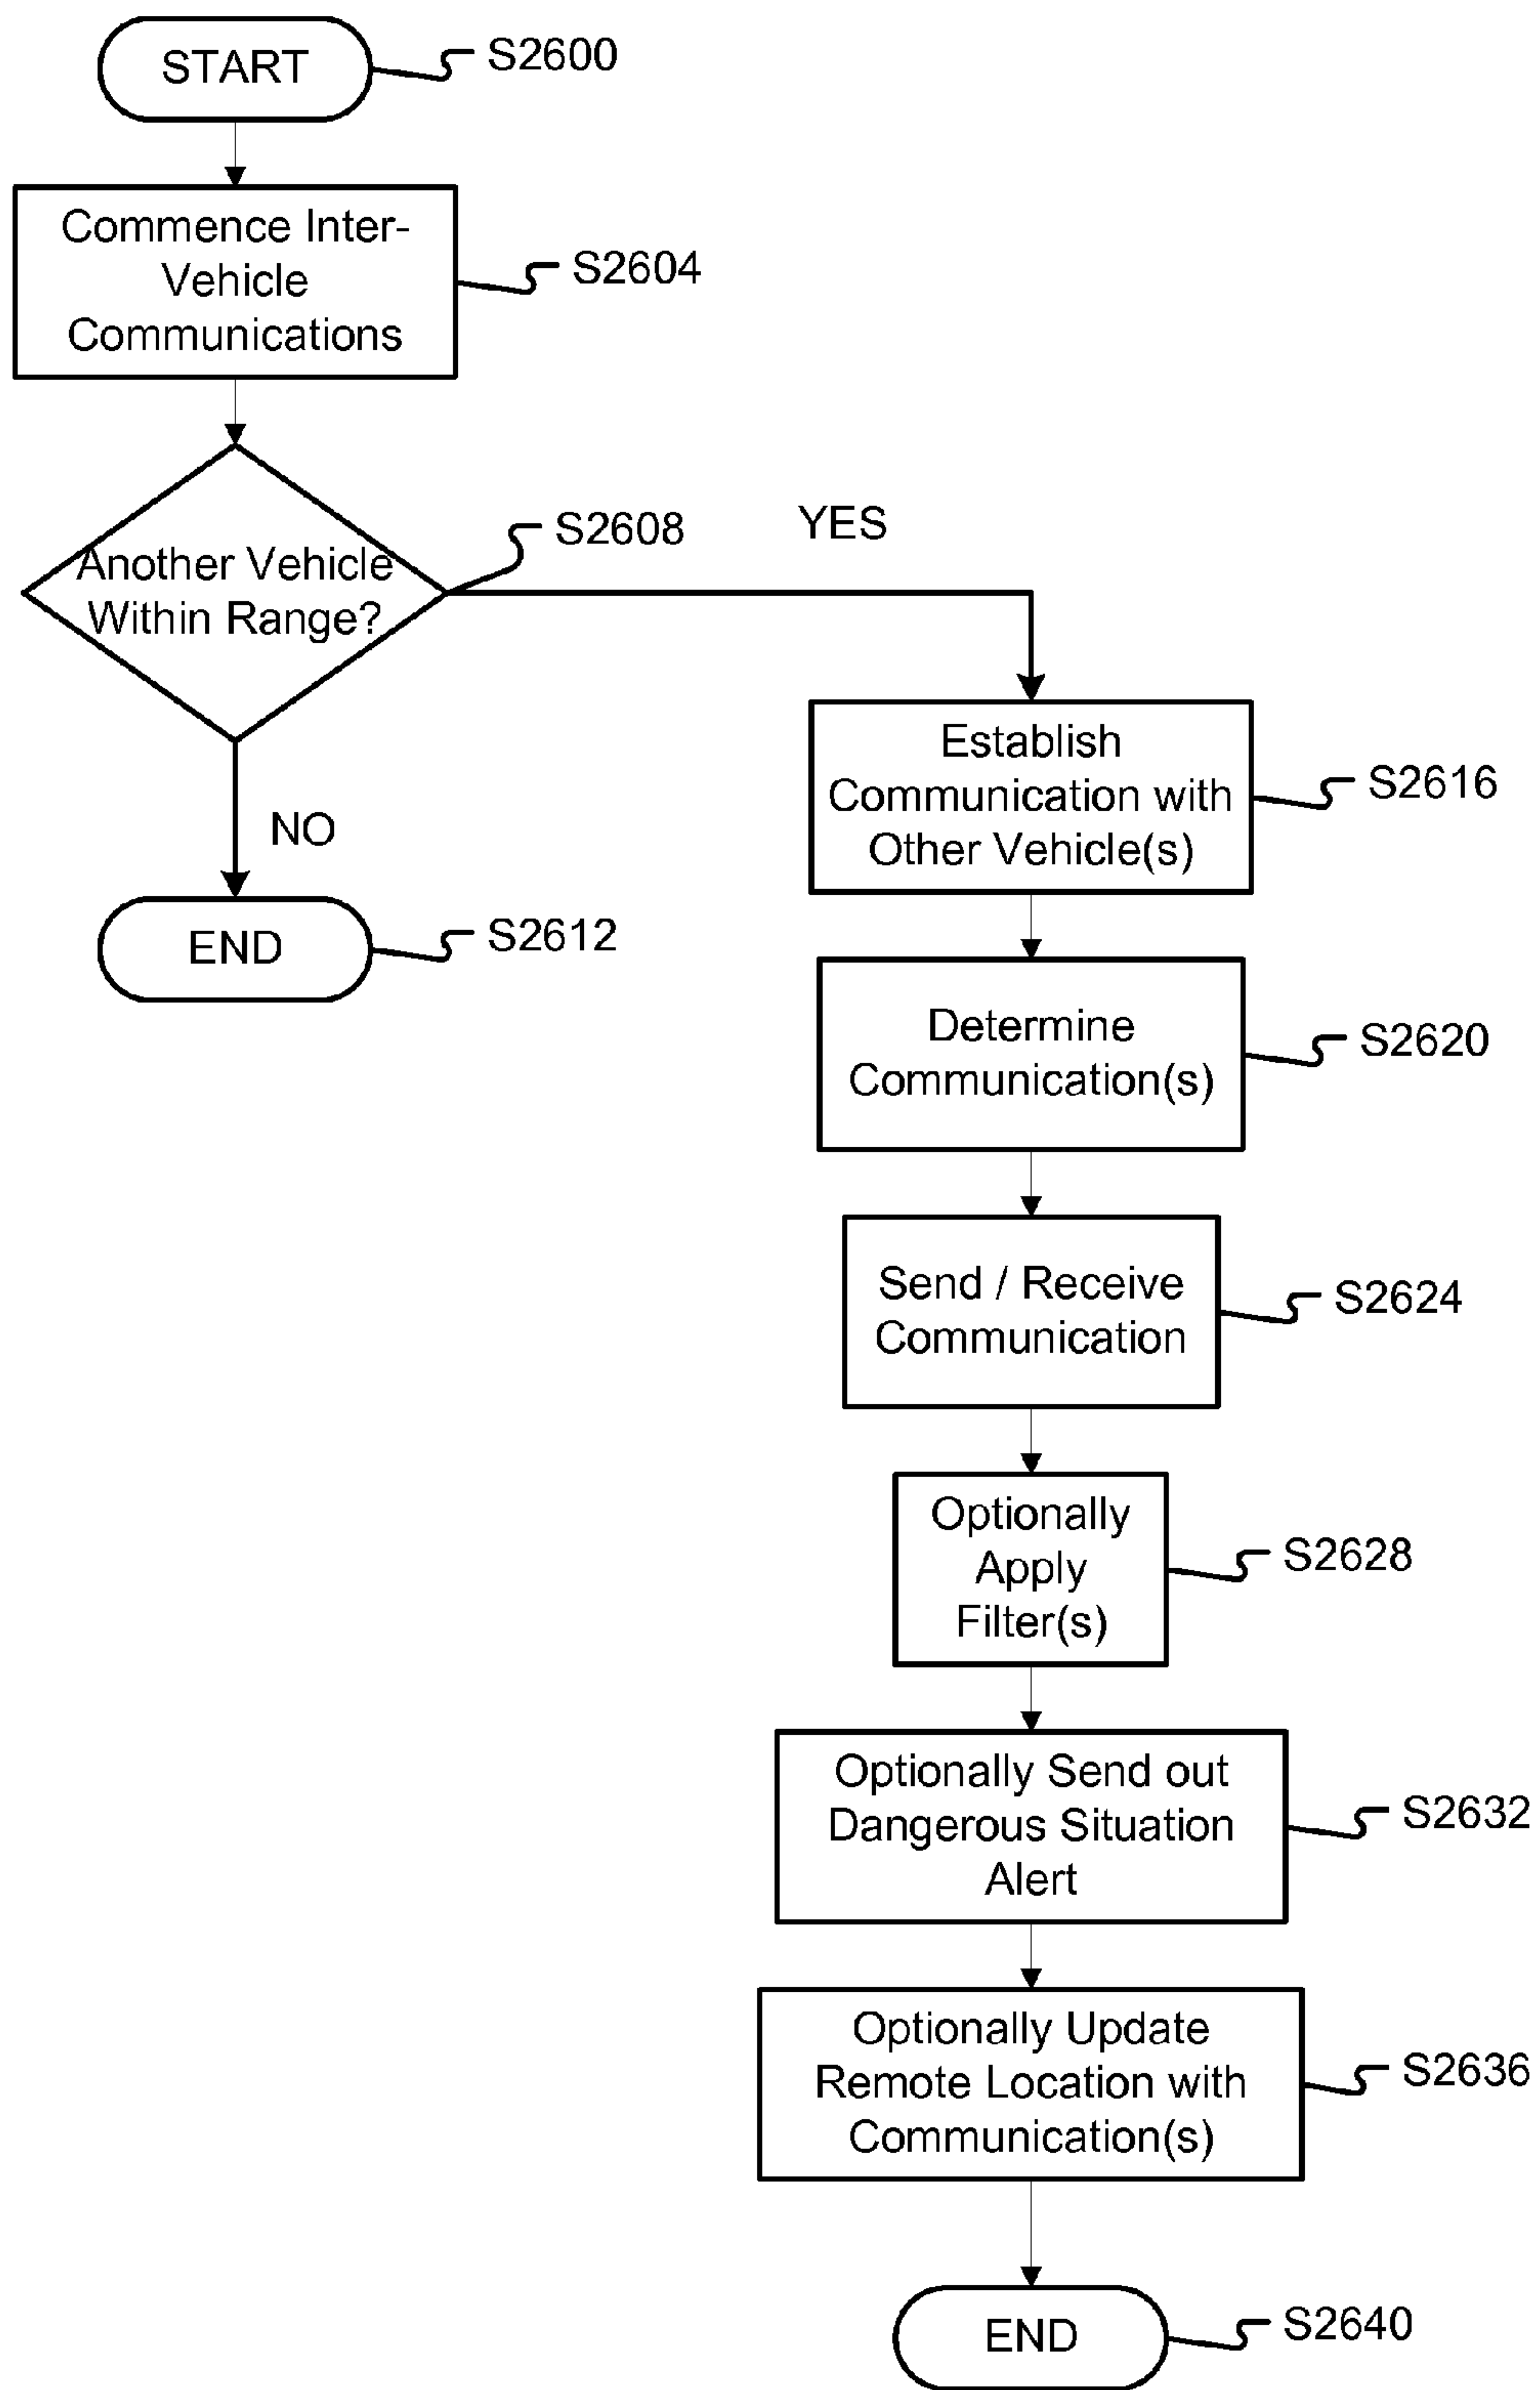 START
S2600
Commence Inter-
Vehicle
Communications
S2604
Another Vehicle
Within Range?
S2608
YES
NO
END
S2612
Establish
Communication with
Other Vehicle(s)
S2616
Determine
Communication(s)
S2620
Send / Receive
Communication
S2624
Optionally
Apply
Filter(s)
S2628
Optionally Send out
Dangerous Situation
Alert
S2632
Optionally Update
Remote Location with
Communication(s)
S2636
END
S2640